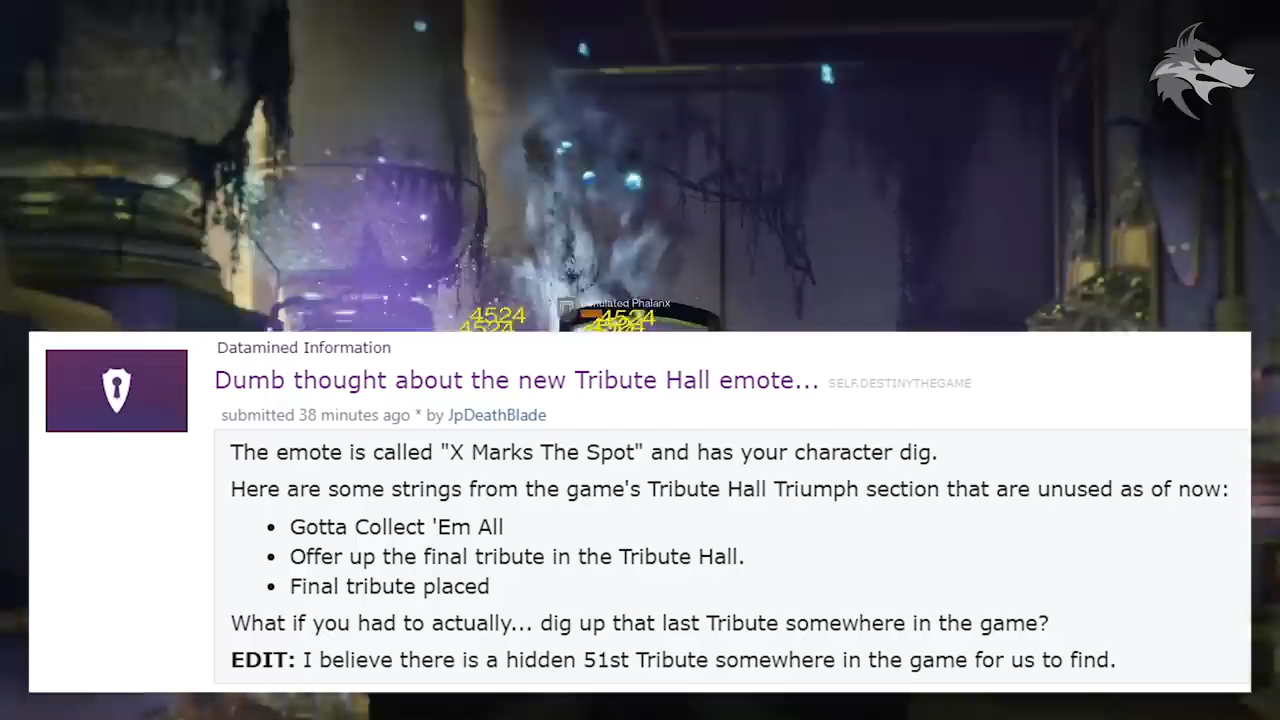 Phalanx
4524
4524
4524
Datamined Information
Dumb thought about the new Tribute Hall emote... SELF.DESTINYTHEGAME
submitted 38 minutes ago * by JpDeathBlade
The emote is called "X Marks The Spot" and has your character dig.
Here are some strings from the game's Tribute Hall Triumph section that are unused as of now:
• Gotta Collect 'Em All
• Offer up the final tribute in the Tribute Hall.
• Final tribute placed
What if you had to actually... dig up that last Tribute somewhere in the game?
EDIT: I believe there is a hidden 51st Tribute somewhere in the game for us to find.